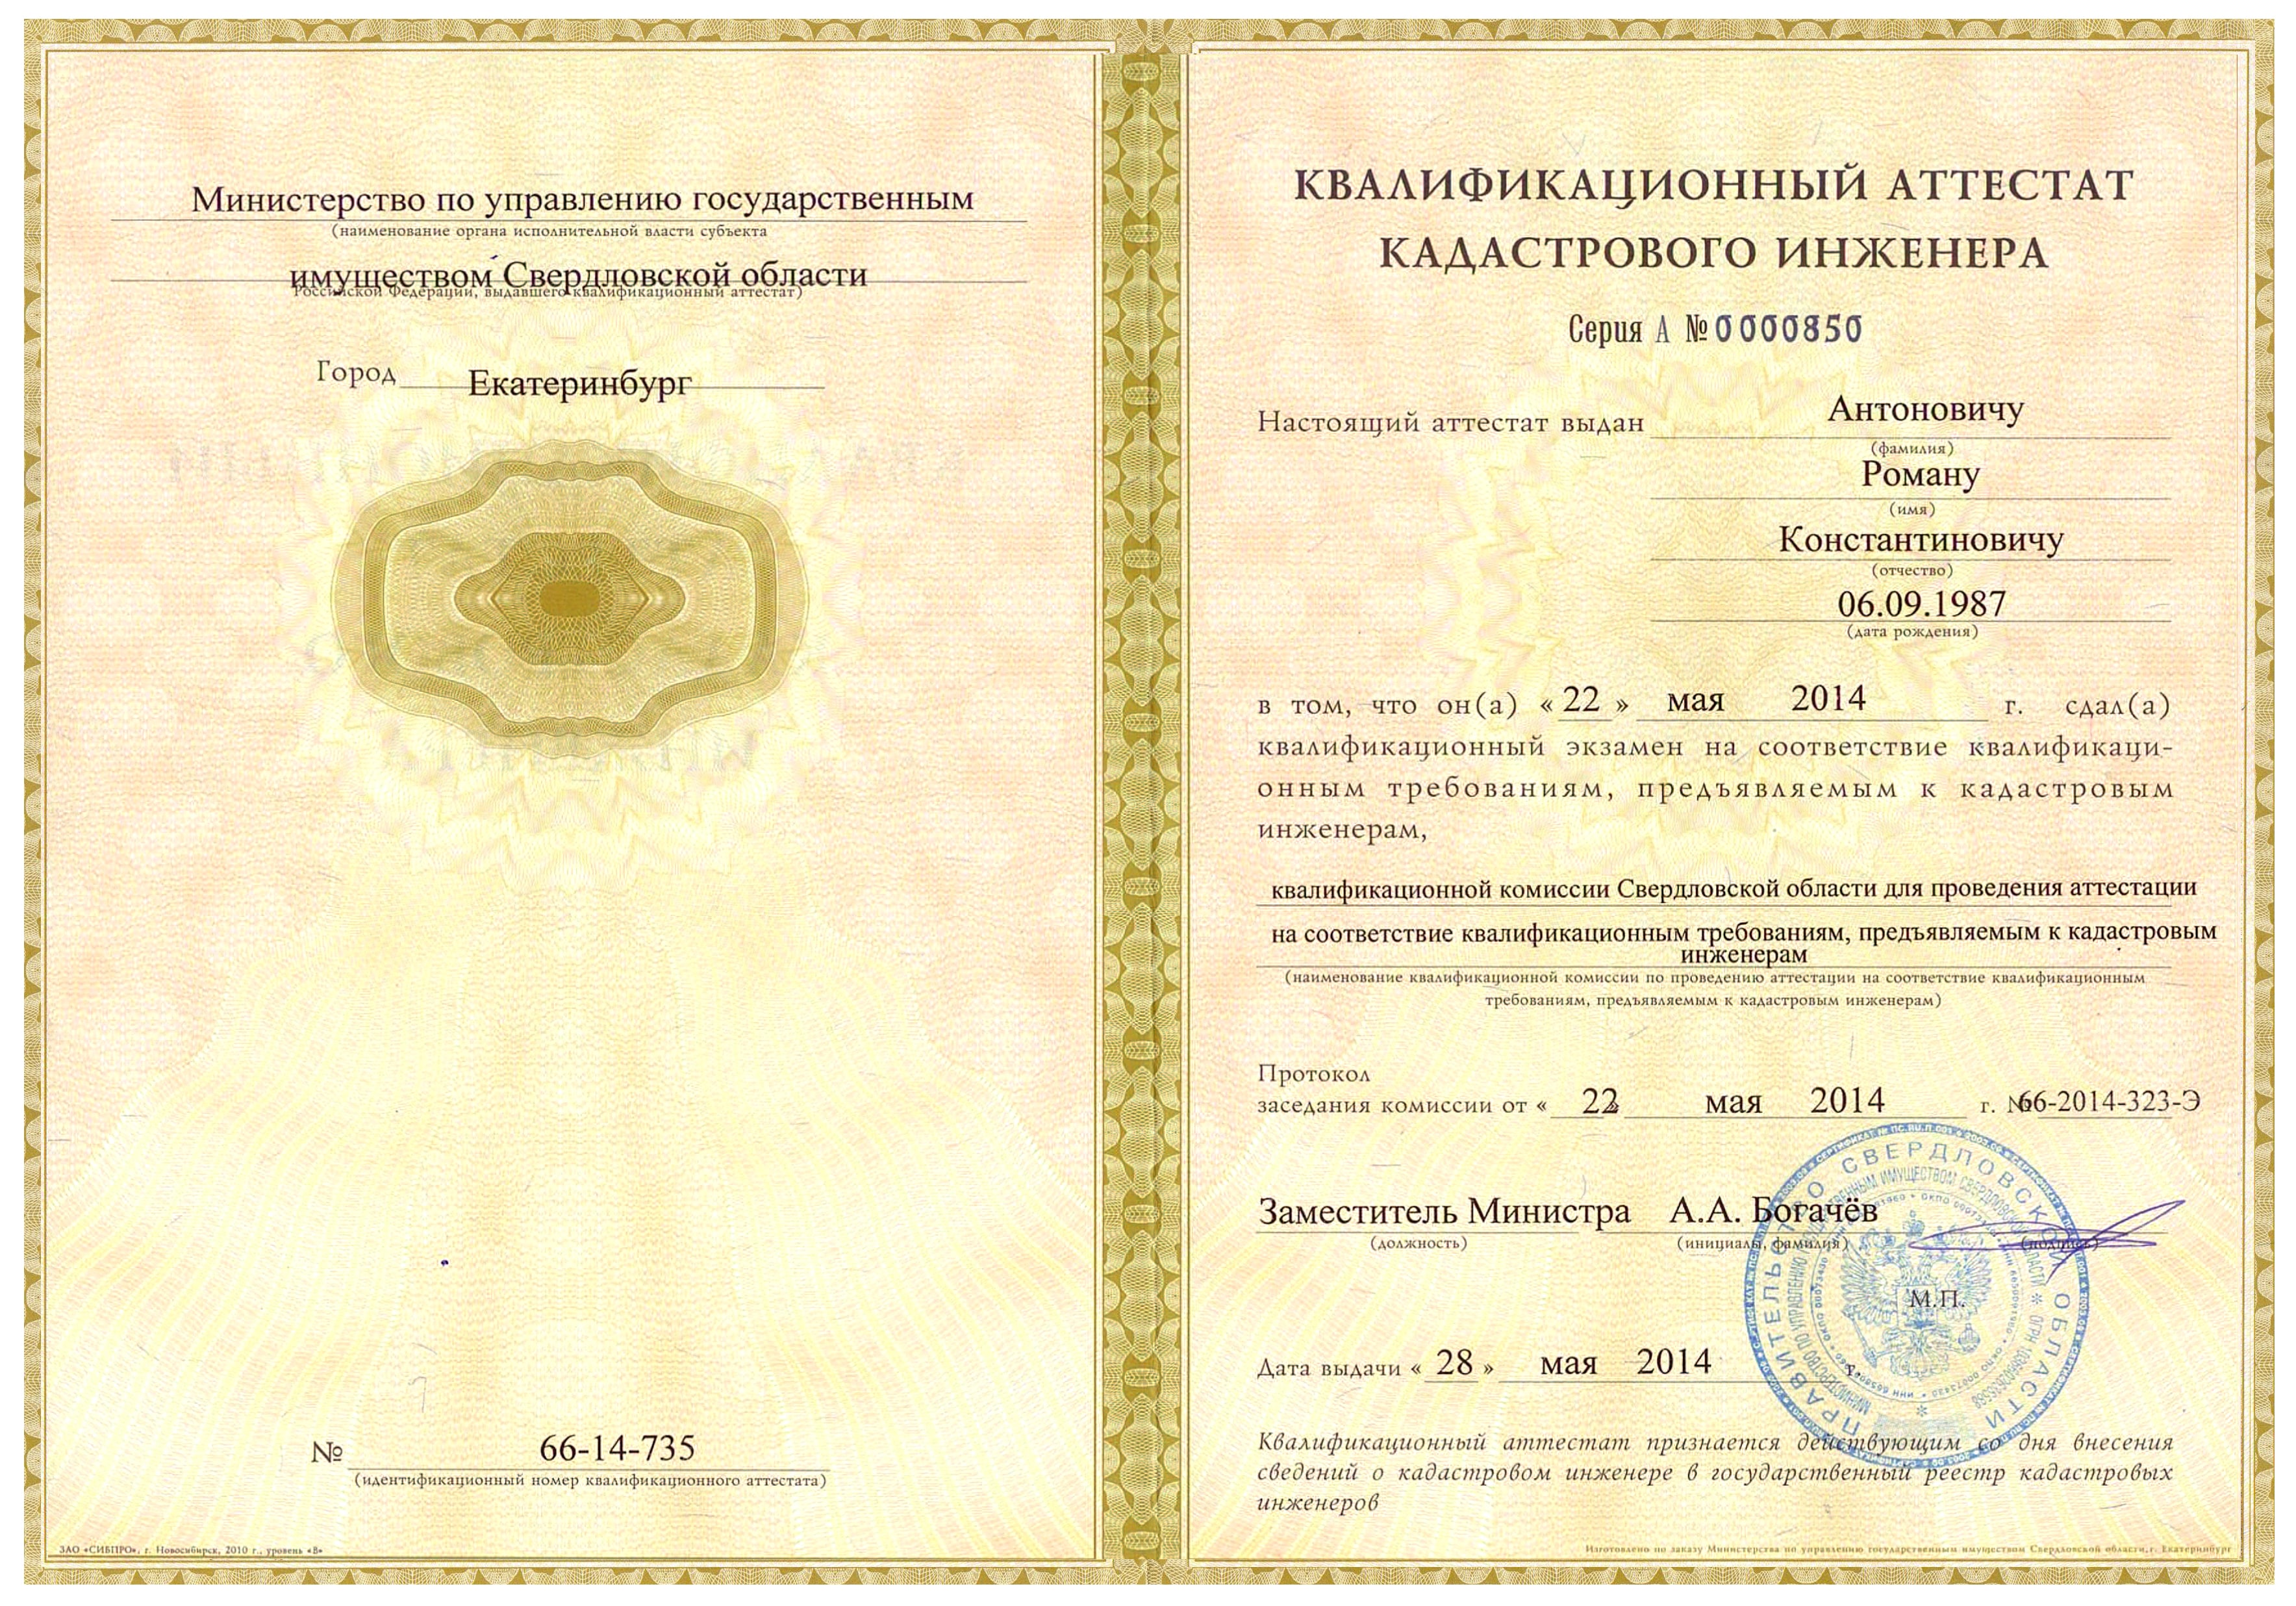 Министерство по управлению государственным
(наименование органа исполнительной власти субъекта
имуществом Свердловской области
Российской Федерации, выдавшего квалификационный аттестат)
Город Екатеринбург
№ 66-14-735
(идентификационный номер квалификационного аттестата)
ЗАО «СИБПРО», г. Новосибирск, 2010 г., уровень «В»
КВАЛИФИКАЦИОННЫЙ АТТЕСТАТ
КАДАСТРОВОГО ИНЖЕНЕРА
Серия А № 0000850
Настоящий аттестат выдан Антоновичу
(фамилия)
Роману
(имя)
Константиновичу
(отчество)
06.09.1987
(дата рождения)
в том, что он(а) « 22 » мая 2014 г. сдал(а)
квалификационный экзамен на соответствие квалификаци-
онным требованиям, предъявляемым к кадастровым
инженерам,
квалификационной комиссии Свердловской области для проведения аттестации
на соответствие квалификационным требованиям, предъявляемым к кадастровым
инженерам
(наименование квалификационной комиссии по проведению аттестации на соответствие квалификационным
требованиям, предъявляемым к кадастровым инженерам)
Протокол
заседания комиссии от « 22 » мая 2014 г. № 66-2014-323-Э
Заместитель Министра А.А. Богачёв
(должность) (инициалы, фамилия) (подпись)
М.П.
Дата выдачи « 28 » мая 2014 г.
ПРАВИТЕЛЬСТВО СВЕРДЛОВСКОЙ ОБЛАСТИ
МИНИСТЕРСТВО ПО УПРАВЛЕНИЮ ГОСУДАРСТВЕННЫМ ИМУЩЕСТВОМ СВЕРДЛОВСКОЙ ОБЛАСТИ
Квалификационный аттестат признается действующим со дня внесения
сведений о кадастровом инженере в государственный реестр кадастровых
инженеров
Изготовлено по заказу Министерства по управлению государственным имуществом Свердловской области, г. Екатеринбург